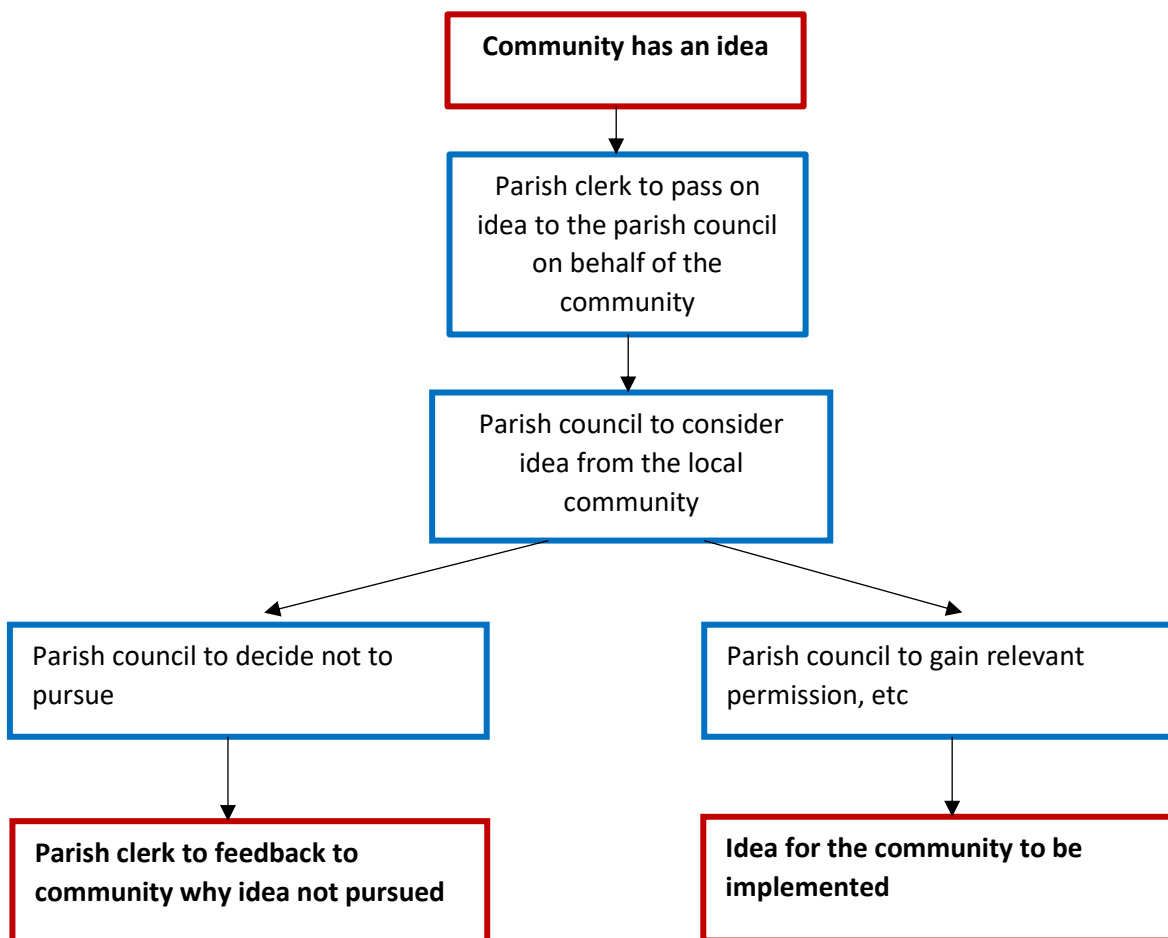 Community has an idea
Parish clerk to pass on
idea to the parish council
on behalf of the
community
Parish council to consider
idea from the local
community
Parish council to decide not to
pursue
Parish council to gain relevant
permission, etc
Parish clerk to feedback to
community why idea not pursued
Idea for the community to be
implemented